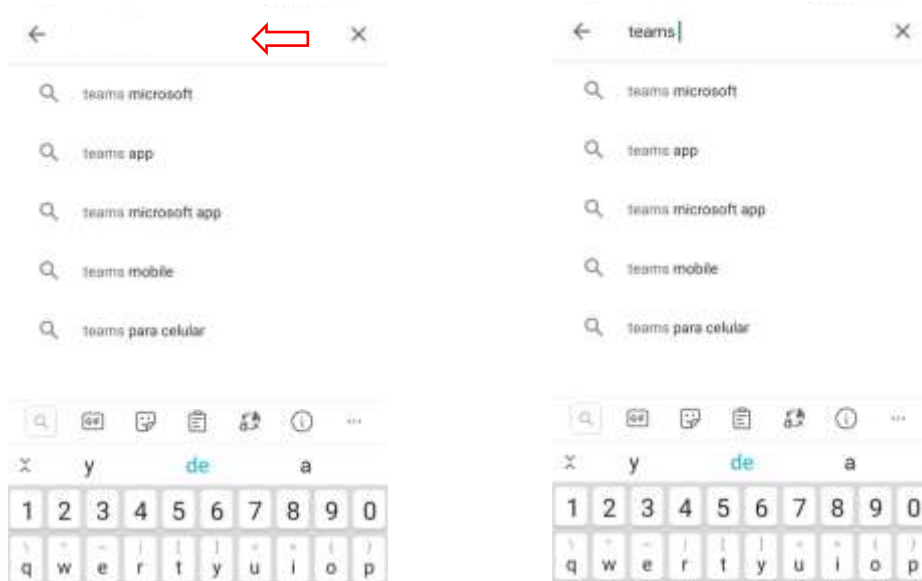 teams microsoft
teams app
teams microsoft app
teams mobile
teams para celular
GIF
y de a
1 2 3 4 5 6 7 8 9 0
q w e r t y u i o p
teams
teams microsoft
teams app
teams microsoft app
teams mobile
teams para celular
GIF
y de a
1 2 3 4 5 6 7 8 9 0
q w e r t y u i o p